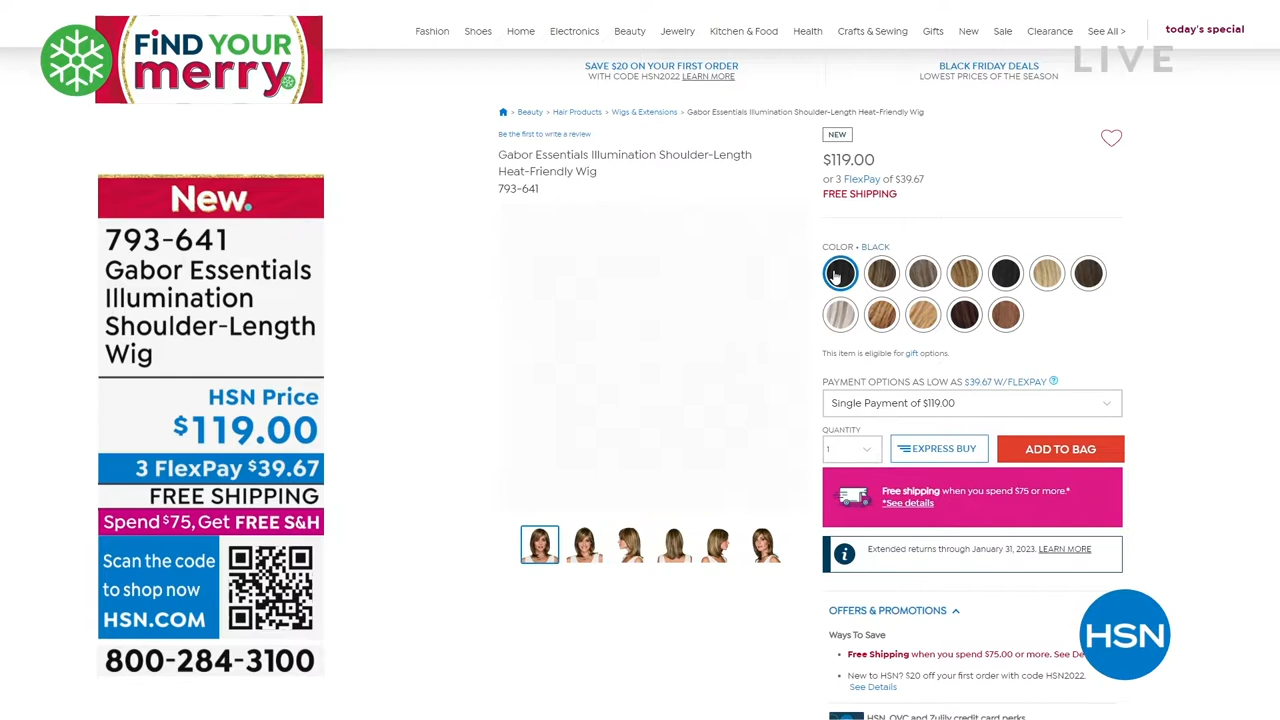 FiND YOUR
merry
New.
793-641
Gabor Essentials
Illumination
Shoulder-Length
Wig
HSN Price
$119.00
3 FlexPay $39.67
FREE SHIPPING
Spend $75, Get FREE S&H
Scan the code
to shop now
HSN.COM
800-284-3100
Fashion Shoes Home Electronics Beauty Jewelry Kitchen & Food Health Crafts & Sewing Gifts New Sale Clearance See All > today's special
LIVE
SAVE $20 ON YOUR FIRST ORDER
WITH CODE HSN2022 LEARN MORE
BLACK FRIDAY DEALS
LOWEST PRICES OF THE SEASON
> Beauty > Hair Products > Wigs & Extensions > Gabor Essentials Illumination Shoulder-Length Heat-Friendly Wig
Be the first to write a review
Gabor Essentials Illumination Shoulder-Length
Heat-Friendly Wig
793-641
NEW
$119.00
or 3 FlexPay of $39.67
FREE SHIPPING
COLOR • BLACK
This item is eligible for gift options.
PAYMENT OPTIONS AS LOW AS $39.67 W/FLEXPAY ?
Single Payment of $119.00
QUANTITY
1
EXPRESS BUY
ADD TO BAG
Free shipping when you spend $75 or more.*
*See details
Extended returns through January 31, 2023. LEARN MORE
OFFERS & PROMOTIONS
Ways To Save
• Free Shipping when you spend $75.00 or more. See De
• New to HSN? $20 off your first order with code HSN2022.
See Details
HSN, QVC and Zulily credit card perks
HSN